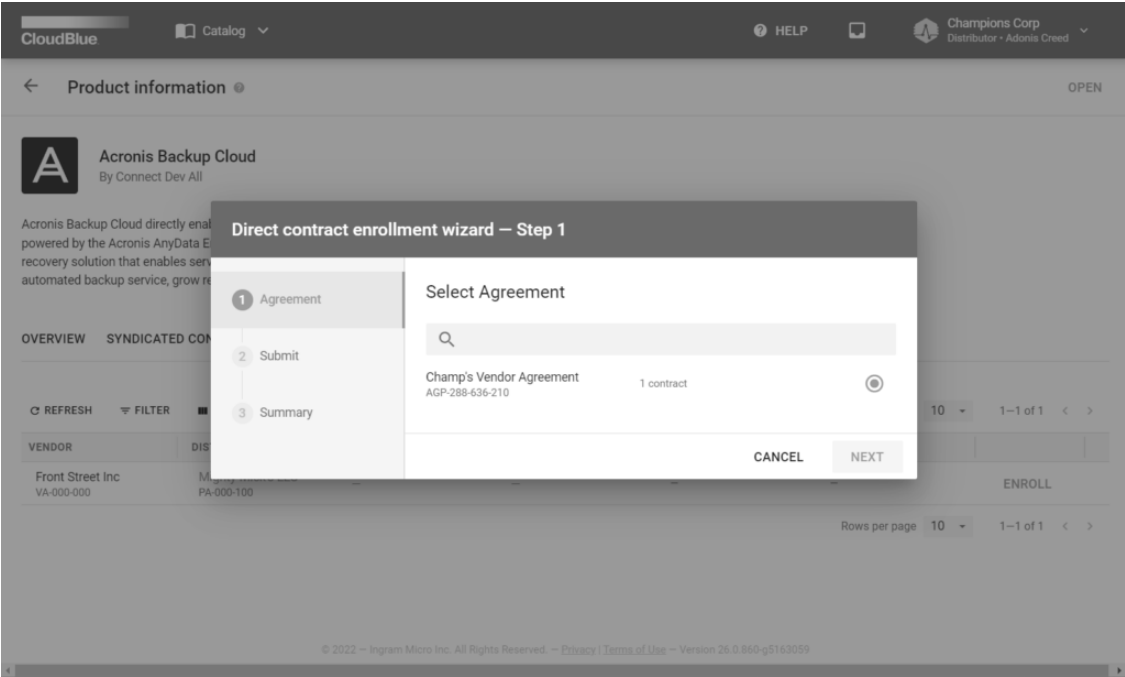 CloudBlue
Catalog
HELP
Champions Corp
Distributor • Adonis Creed
Product information
OPEN
Acronis Backup Cloud
By Connect Dev All
Acronis Backup Cloud directly
powered by the Acronis AnyData
recovery solution that enables
automated backup service, grow
Direct contract enrollment wizard — Step 1
1 Agreement
2 Submit
3 Summary
Select Agreement
Champ's Vendor Agreement
AGP-288-636-210
1 contract
CANCEL
NEXT
OVERVIEW SYNDICATED
REFRESH FILTER
10 1—1 of 1
VENDOR
Front Street Inc
VA-000-000
PA-000-100
— — — —
ENROLL
Rows per page 10 1—1 of 1
© 2022 — Ingram Micro Inc. All Rights Reserved. — Privacy | Terms of Use — Version 26.0.860-g5163059